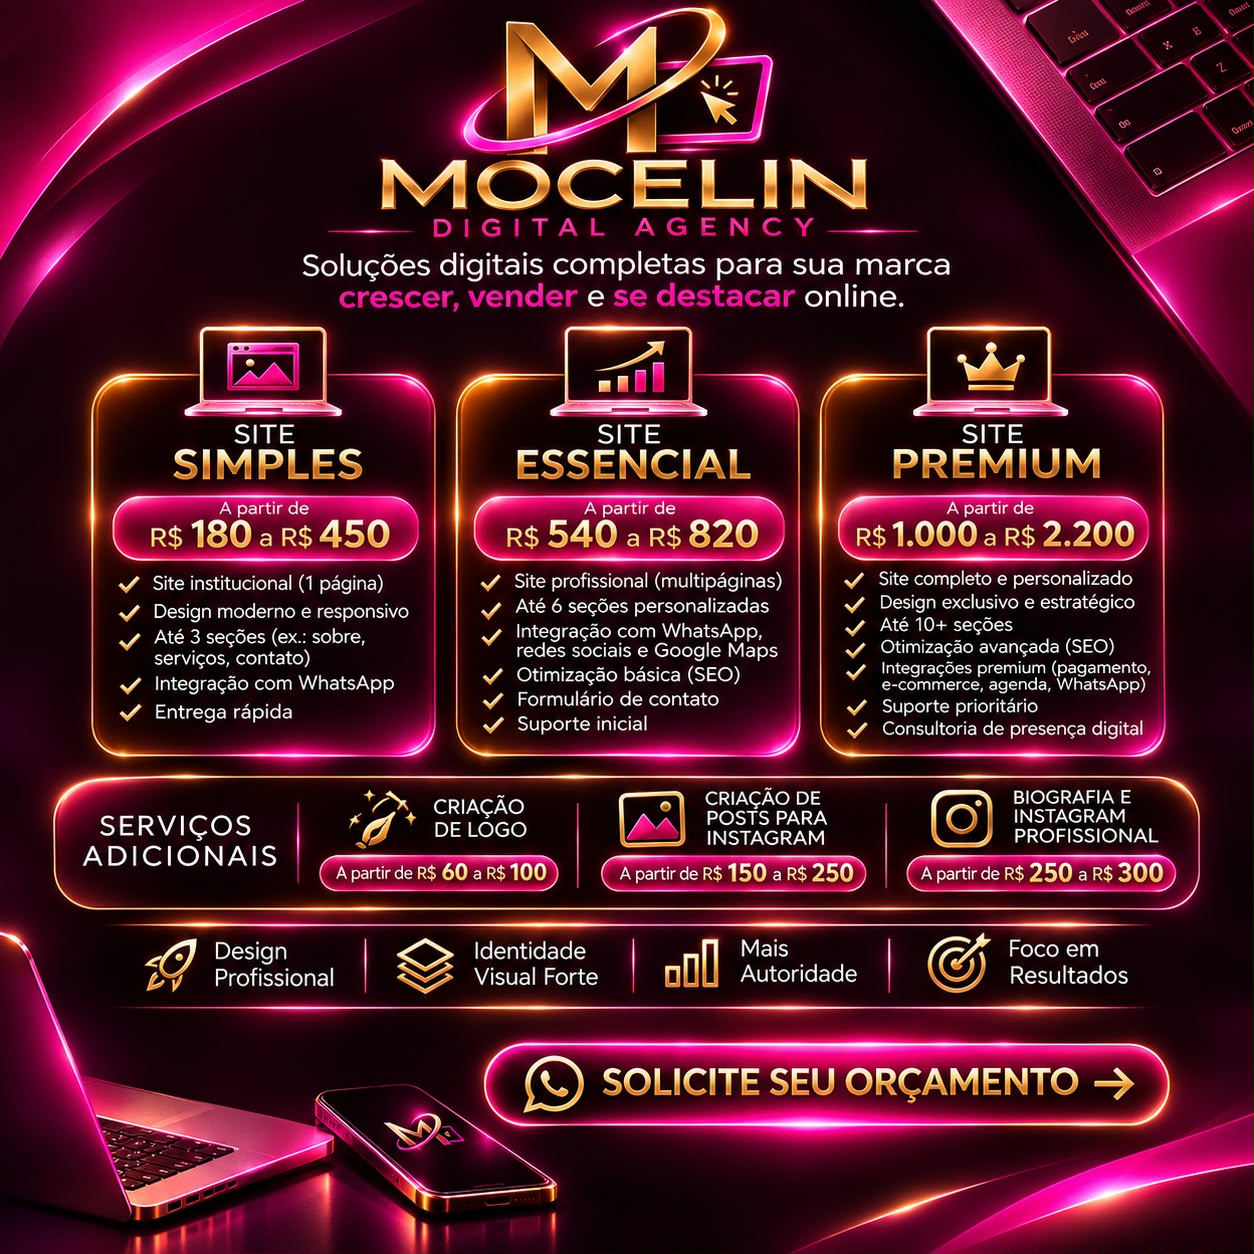 M
MOCELIN
DIGITAL AGENCY
Soluções digitais completas para sua marca
crescer, vender e se destacar online.
SITE
SIMPLES
A partir de
R$ 180 a R$ 450
Site institucional (1 página)
Design moderno e responsivo
Até 3 seções (ex.: sobre,
serviços, contato)
Integração com WhatsApp
Entrega rápida
SITE
ESSENCIAL
A partir de
R$ 540 a R$ 820
Site profissional (multipáginas)
Até 6 seções personalizadas
Integração com WhatsApp,
redes sociais e Google Maps
Otimização básica (SEO)
Formulário de contato
Suporte inicial
SITE
PREMIUM
A partir de
R$ 1.000 a R$ 2.200
Site completo e personalizado
Design exclusivo e estratégico
Até 10+ seções
Otimização avançada (SEO)
Integrações premium (pagamento,
e-commerce, agenda, WhatsApp)
Suporte prioritário
Consultoria de presença digital
SERVIÇOS
ADICIONAIS
CRIAÇÃO
DE LOGO
A partir de R$ 60 a R$ 100
CRIAÇÃO DE
POSTS PARA
INSTAGRAM
A partir de R$ 150 a R$ 250
BIOGRAFIA E
INSTAGRAM
PROFISSIONAL
A partir de R$ 250 a R$ 300
Design
Profissional
Identidade
Visual Forte
Mais
Autoridade
Foco em
Resultados
SOLICITE SEU ORÇAMENTO
M